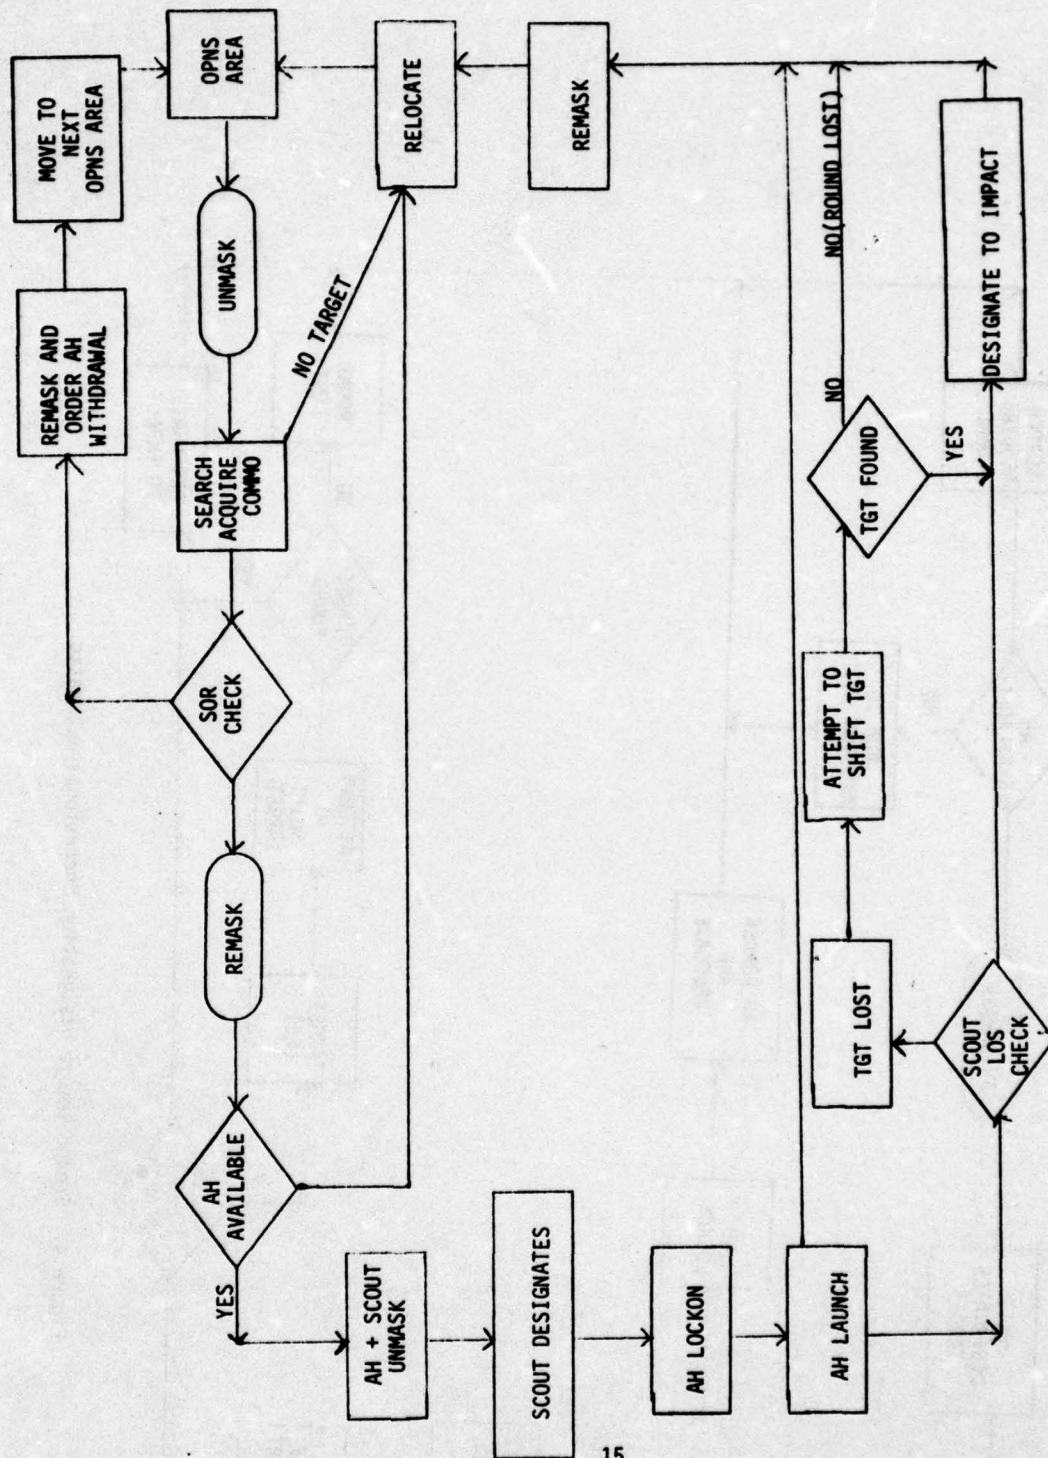 MOVE TO
NEXT
OPNS AREA
OPNS
AREA
REMASK AND
ORDER AH
WITHDRAWAL
UNMASK
RELOCATE
REMASK
NO TARGET
SEARCH
ACQUIRE
COMMO
SOR
CHECK
REMASK
AH
AVAILABLE
YES
AH + SCOUT
UNMASK
SCOUT DESIGNATES
AH LOCKON
AH LAUNCH
SCOUT
LOS
CHECK
TGT LOST
ATTEMPT TO
SHIFT TGT
TGT FOUND
NO
NO(ROUND LOST)
YES
DESIGNATE TO IMPACT
15